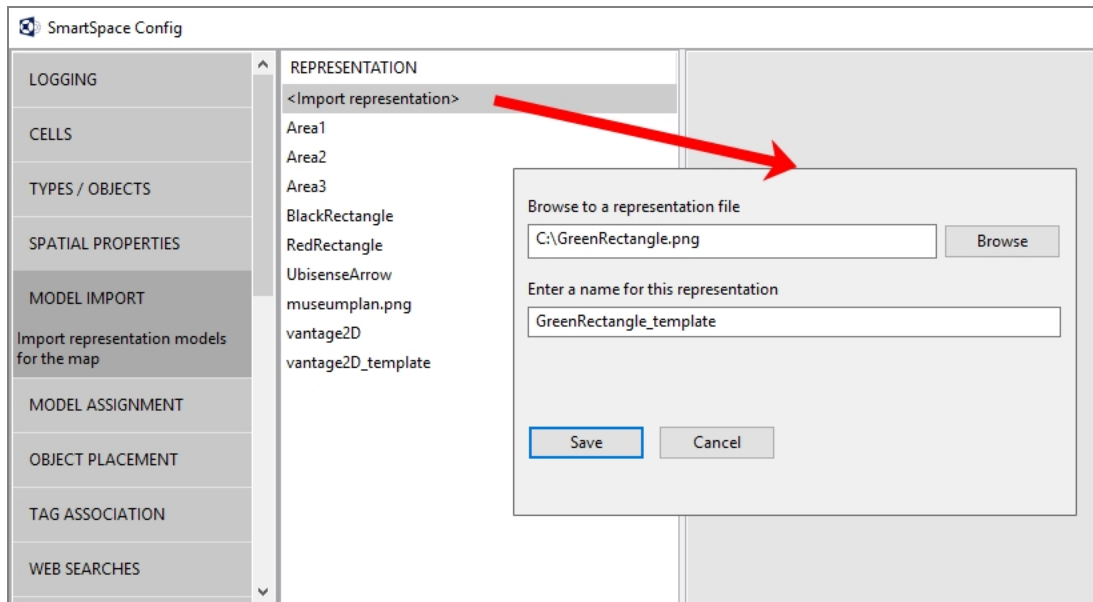 SmartSpace Config
LOGGING
CELLS
TYPES / OBJECTS
SPATIAL PROPERTIES
MODEL IMPORT
Import representation models
for the map
MODEL ASSIGNMENT
OBJECT PLACEMENT
TAG ASSOCIATION
WEB SEARCHES
REPRESENTATION
<Import representation>
Area1
Area2
Area3
BlackRectangle
RedRectangle
UbisenseArrow
museumplan.png
vantage2D
vantage2D_template
Browse to a representation file
C:\GreenRectangle.png
Browse
Enter a name for this representation
GreenRectangle_template
Save
Cancel